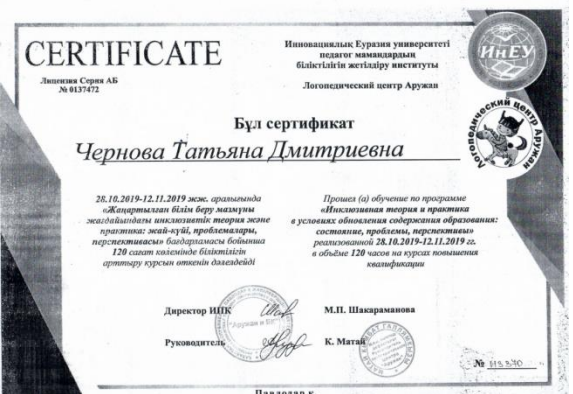 CERTIFICATE
Лицензия Серия АБ
№ 0137472
Инновациялық Еуразия университеті
педагог мамандардың
біліктілігін жетілдіру институты
Логопедический центр Аружан
ИнЕУ
Логопедический центр Аружан
Бұл сертификат
Чернова Татьяна Дмитриевна
28.10.2019-12.11.2019 жж. аралығында
«Жаңартылған білім беру мазмұны
жағдайындағы инклюзивтік теория және
практика: жай-күйі, проблемалары,
перспективасы» бағдарламасы бойынша
120 сағат көлемінде біліктілігін
арттыру курсын өткенін дәлелдейді
Прошел (а) обучение по программе
«Инклюзивная теория и практика
в условиях обновления содержания образования:
состояние, проблемы, перспективы»
реализованной 28.10.2019-12.11.2019 гг.
в объёме 120 часов на курсах повышения
квалификации
Директор ИПК
М.П. Шакараманова
Руководитель
К. Матай
№
Павлодар қ.